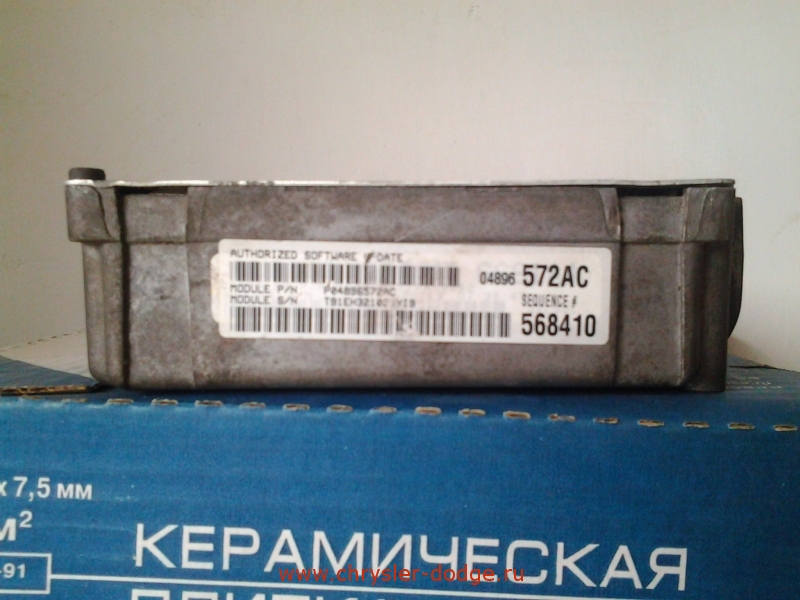 AUTHORIZED SOFTWARE UPDATE
04896 572AC
MODULE P/N P04896572AC
MODULE S/N
SEQUENCE #
568410
х 7,5 мм
м²
-91
КЕРАМИЧЕСКАЯ
www.chrysler-dodge.ru